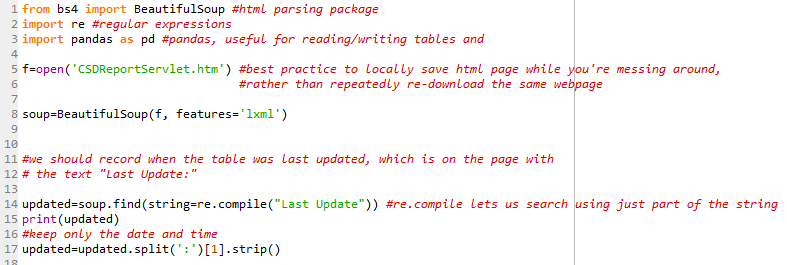 1 from bs4 import BeautifulSoup #html parsing package
2 import re #regular expressions
3 import pandas as pd #pandas, useful for reading/writing tables and
4
5 f=open('CSDReportServlet.htm') #best practice to locally save html page while you're messing around,
6 #rather than repeatedly re-download the same webpage
7
8 soup=BeautifulSoup(f, features='lxml')
9
10
11 #we should record when the table was last updated, which is on the page with
12 # the text "Last Update:"
13
14 updated=soup.find(string=re.compile("Last Update")) #re.compile lets us search using just part of the string
15 print(updated)
16 #keep only the date and time
17 updated=updated.split(':')[1].strip()
18